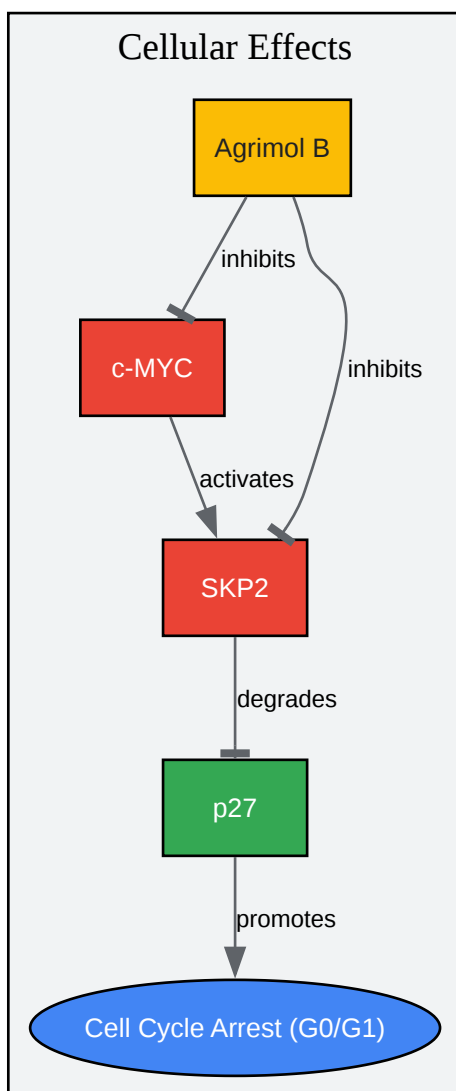 Cellular Effects
Agrimol B
inhibits
c-MYC
inhibits
activates
SKP2
degrades
p27
promotes
Cell Cycle Arrest (G0/G1)